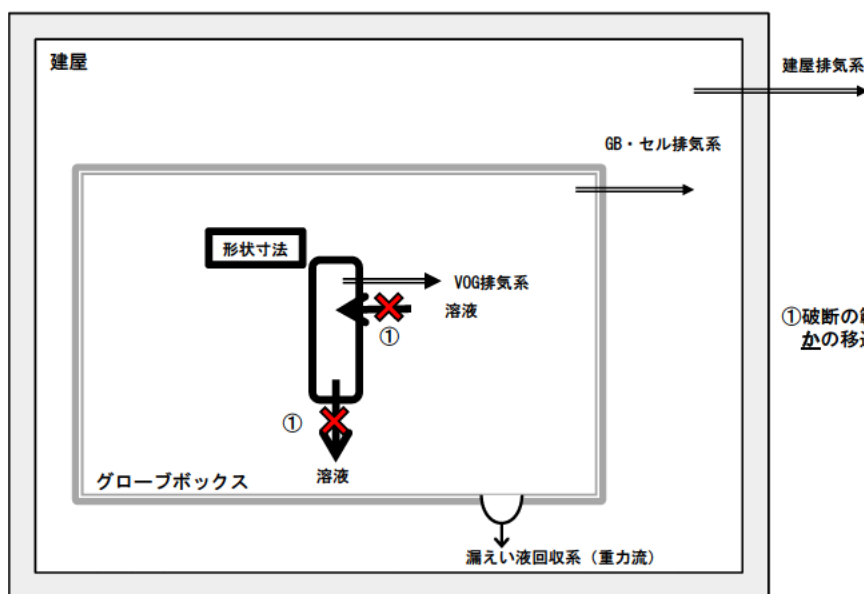 建屋
建屋排気系
GB・セル排気系
形状寸法
VOG排気系
溶液
①
①破断の
かの移
①
溶液
グローブボックス
漏えい液回収系（重力流）